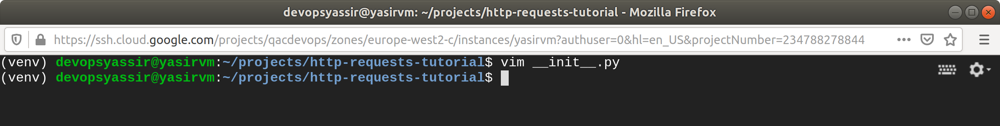 devopsyassir@yasirvm: ~/projects/http-requests-tutorial - Mozilla Firefox
https://ssh.cloud.google.com/projects/qacdevops/zones/europe-west2-c/instances/yasirvm?authuser=0&hl=en_US&projectNumber=234788278844
(venv) devopsyassir@yasirvm:~/projects/http-requests-tutorial$ vim __init__.py
(venv) devopsyassir@yasirvm:~/projects/http-requests-tutorial$